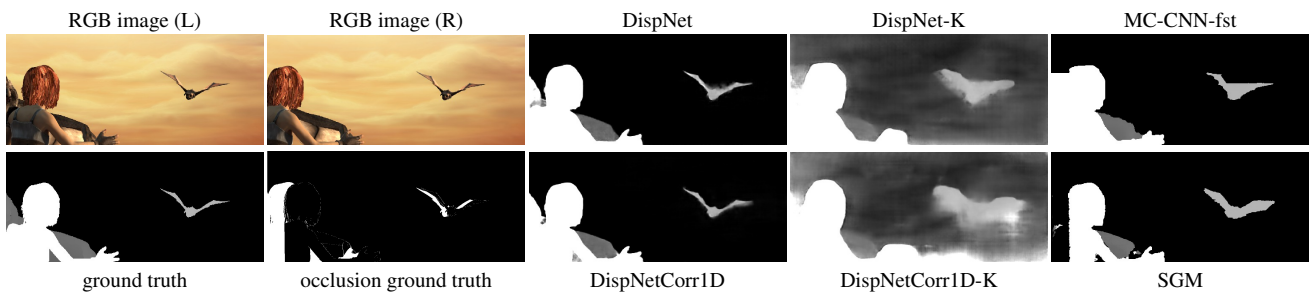 RGB image (L)
RGB image (R)
DispNet
DispNet-K
MC-CNN-fst
ground truth
occlusion ground truth
DispNetCorr1D
DispNetCorr1D-K
SGM